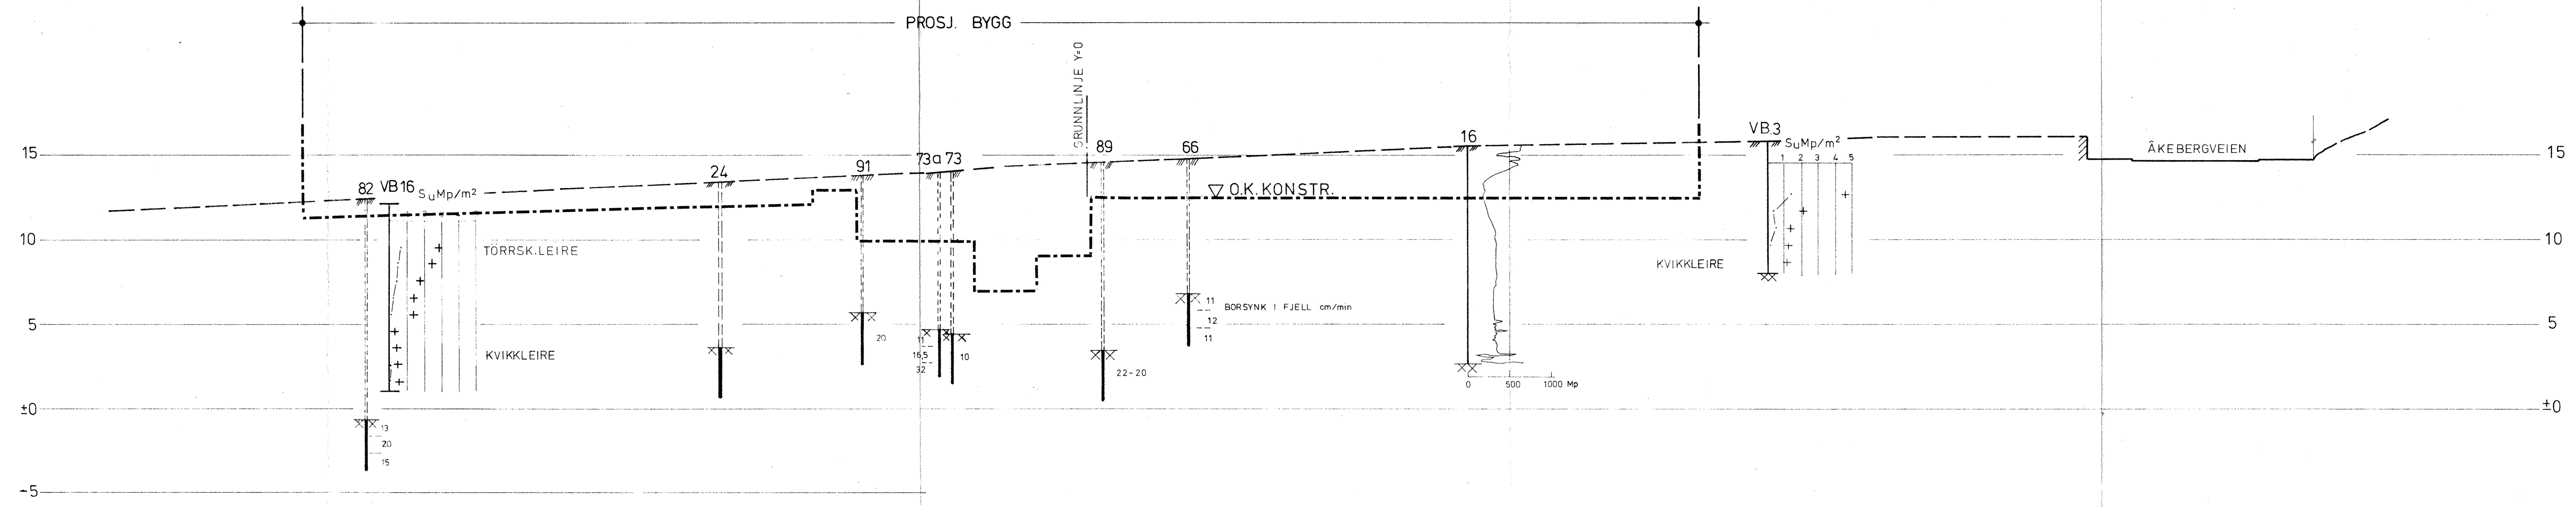 PROSJ. BYGG
GRUNNLINJE Y=0
15
82
VB 16
SuMp/m²
24
91
73a
73
89
66
16
VB.3
SuMp/m²
1 2 3 4 5
ÅKEBERGVEIEN
15
O.K.KONSTR.
10
TÖRRSK.LEIRE
KVIKKLEIRE
10
5
KVIKKLEIRE
20
11
16,5
32
10
22-20
11
12
11
BORSYNK I FJELL cm/min
0 500 1000 Mp
5
±0
±0
13
20
15
-5